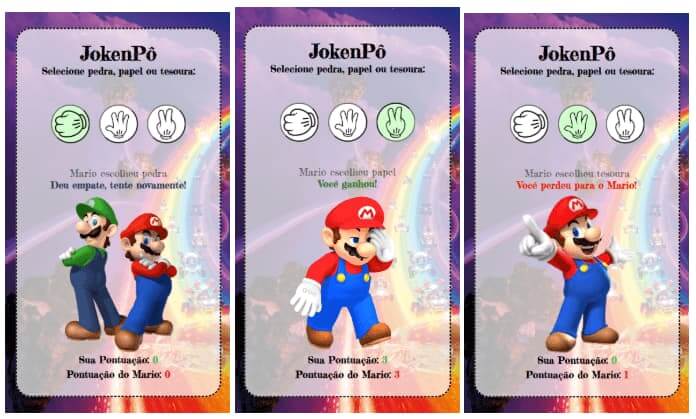 JokenPô
Selecione pedra, papel ou tesoura:
Mario escolheu pedra
Deu empate, tente novamente!
Sua Pontuação: 0
Pontuação do Mario: 0
JokenPô
Selecione pedra, papel ou tesoura:
Mario escolheu papel
Você ganhou!
M
Sua Pontuação: 3
Pontuação do Mario: 3
JokenPô
Selecione pedra, papel ou tesoura:
Mario escolheu tesoura
Você perdeu para o Mario!
M
Sua Pontuação: 0
Pontuação do Mario: 1